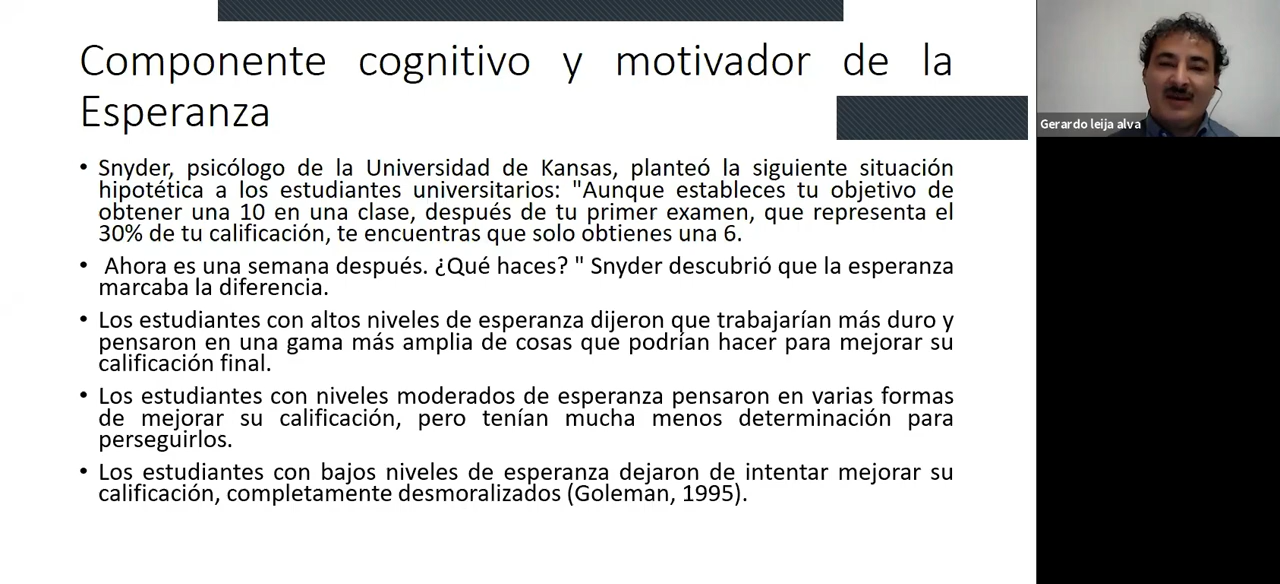 Componente cognitivo y motivador de la
Esperanza
Gerardo leija alva
• Snyder, psicólogo de la Universidad de Kansas, planteó la siguiente situación
hipotética a los estudiantes universitarios: "Aunque estableces tu objetivo de
obtener una 10 en una clase, después de tu primer examen, que representa el
30% de tu calificación, te encuentras que solo obtienes una 6.
• Ahora es una semana después. ¿Qué haces? " Snyder descubrió que la esperanza
marcaba la diferencia.
• Los estudiantes con altos niveles de esperanza dijeron que trabajarían más duro y
pensaron en una gama más amplia de cosas que podrían hacer para mejorar su
calificación final.
• Los estudiantes con niveles moderados de esperanza pensaron en varias formas
de mejorar su calificación, pero tenían mucha menos determinación para
perseguirlos.
• Los estudiantes con bajos niveles de esperanza dejaron de intentar mejorar su
calificación, completamente desmoralizados (Goleman, 1995).